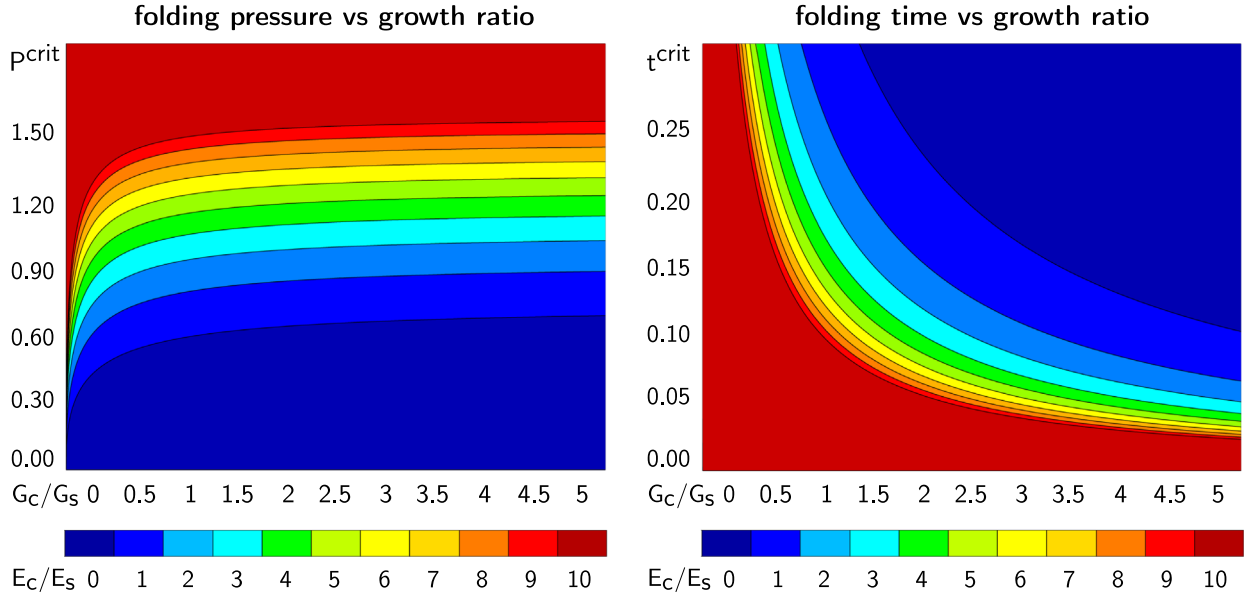 folding pressure vs growth ratio
Pcrit
1.50
1.20
0.90
0.60
0.30
0.00
Gc/Gs 0 0.5 1 1.5 2 2.5 3 3.5 4 4.5 5
Ec/Es 0 1 2 3 4 5 6 7 8 9 10
folding time vs growth ratio
tcrit
0.25
0.20
0.15
0.10
0.05
0.00
Gc/Gs 0 0.5 1 1.5 2 2.5 3 3.5 4 4.5 5
Ec/Es 0 1 2 3 4 5 6 7 8 9 10